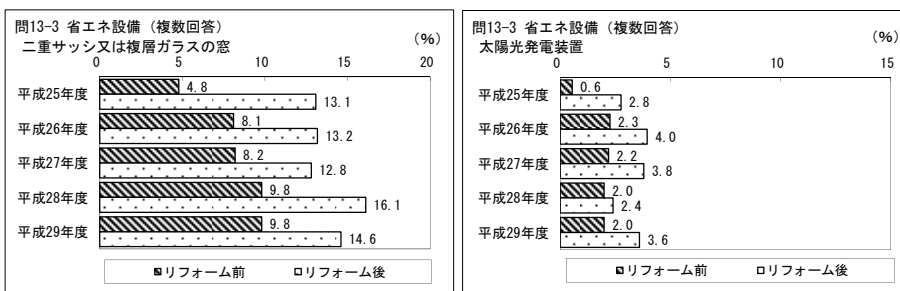 問13-3 省エネ設備（複数回答）
二重サッシ又は複層ガラスの窓
（%）
0 5 10 15 20
平成25年度 4.8 13.1
平成26年度 8.1 13.2
平成27年度 8.2 12.8
平成28年度 9.8 16.1
平成29年度 9.8 14.6
リフォーム前 リフォーム後
問13-3 省エネ設備（複数回答）
太陽光発電装置
（%）
0 5 10 15
平成25年度 0.6 2.8
平成26年度 2.3 4.0
平成27年度 2.2 3.8
平成28年度 2.0 2.4
平成29年度 2.0 3.6
リフォーム前 リフォーム後